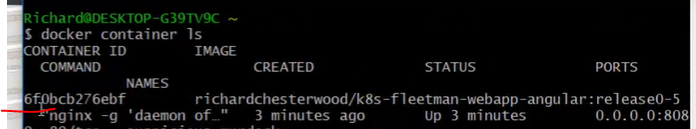 Richard@DESKTOP-G39TV9C ~
$ docker container ls
CONTAINER ID IMAGE
COMMAND CREATED STATUS PORTS
NAMES
6f0bcb276ebf richardchesterwood/k8s-fleetman-webapp-angular:release0-5
"nginx -g 'daemon of…" 3 minutes ago Up 3 minutes 0.0.0.0:808